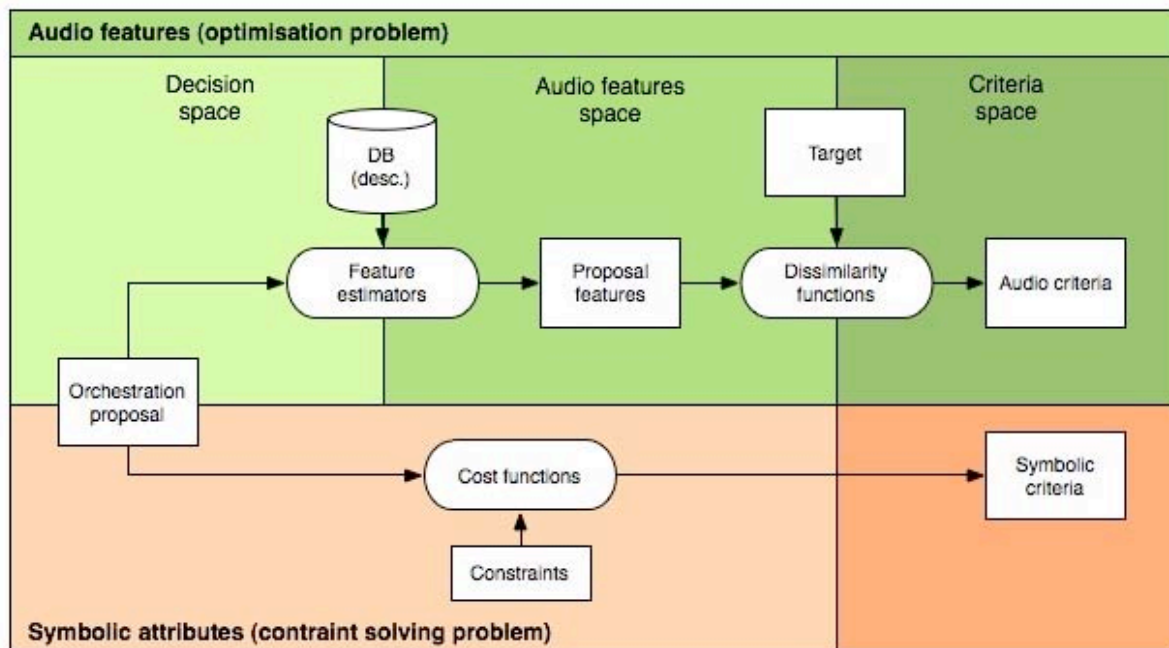 Audio features (optimisation problem)
Decision
space
Audio features
space
Criteria
space
DB
(desc.)
Target
Feature
estimators
Proposal
features
Dissimilarity
functions
Audio criteria
Orchestration
proposal
Cost functions
Symbolic
criteria
Constraints
Symbolic attributes (contraint solving problem)